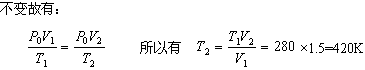 不变故有:
P₀V₁/T₁ = P₀V₂/T₂ 所以有 T₂ = T₁V₂/V₁ = 280 ×1.5=420K